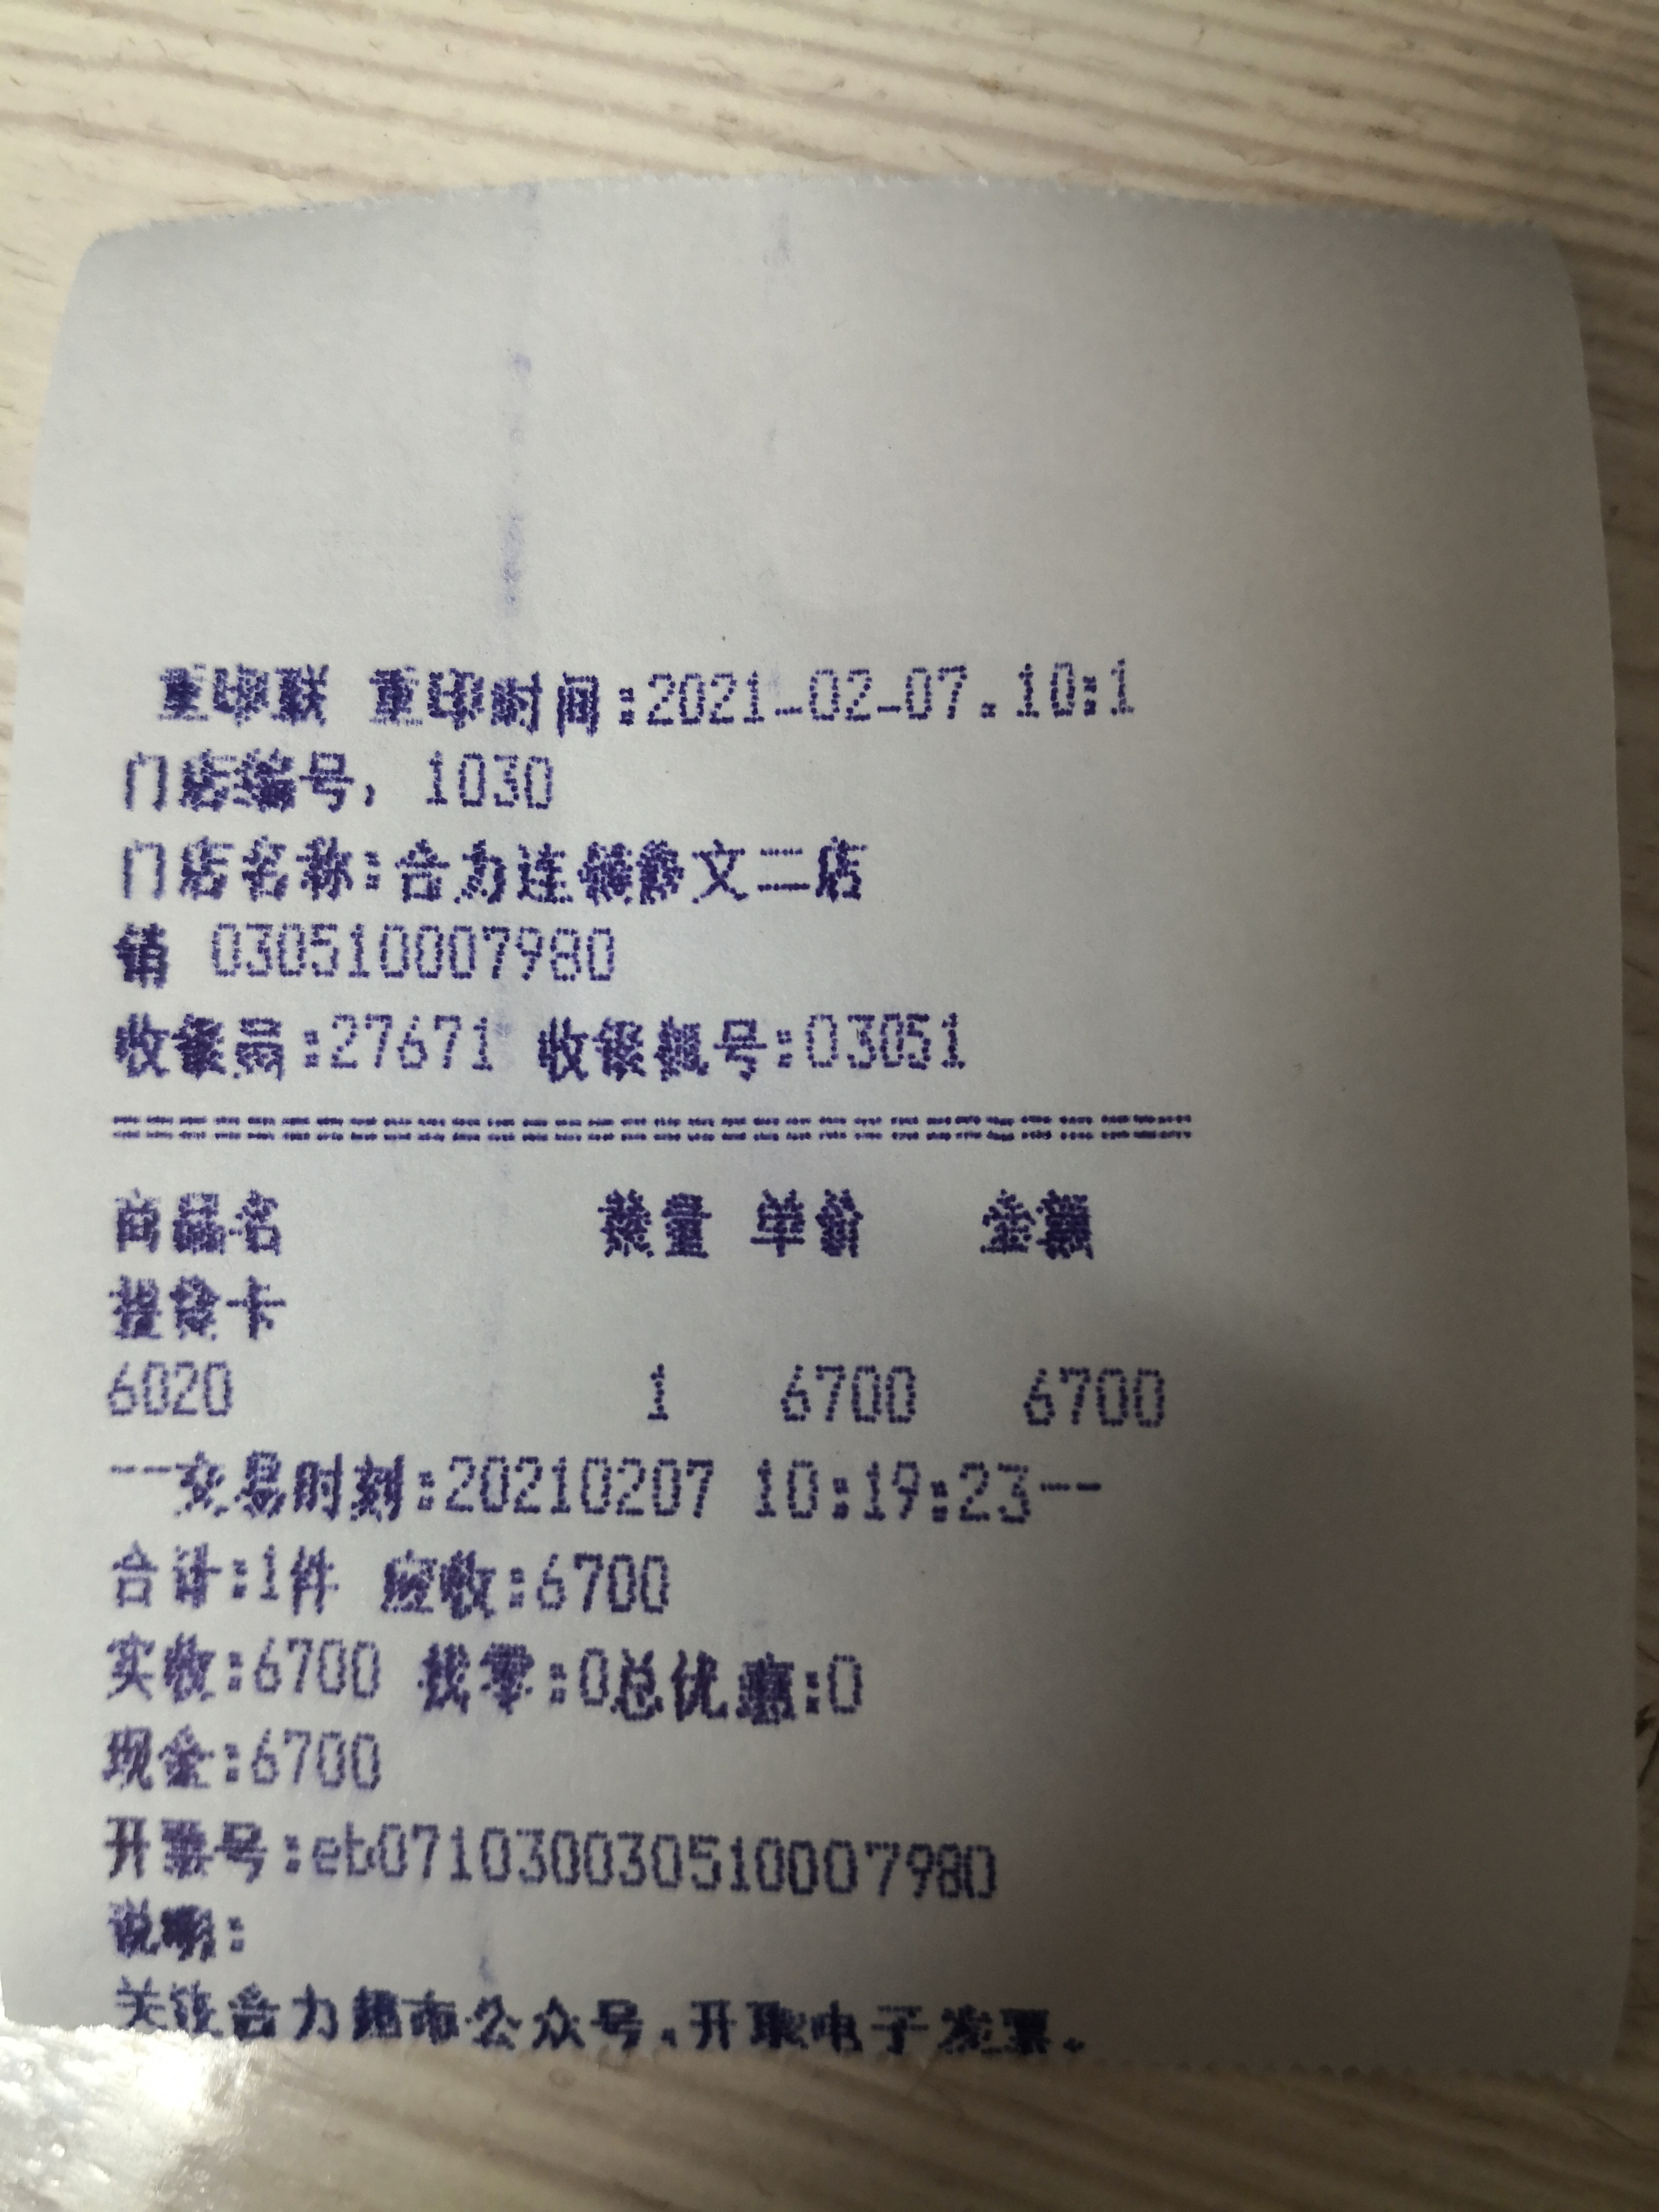 重印联 重印时间:2021-02-07.10:1
门店编号, 1030
门店名称:合力连锁修文二店
销 030510007980
收银员:27671 收银机号:03051
商品名 数量 单价 金额
提货卡
6020 1 6700 6700
--交易时刻:20210207 10:19:23--
合计:1件 应收:6700
实收:6700 找零:0总优惠:0
现金:6700
开票号:eb071030030510007980
说明:
关注合力超市公众号,开取电子发票。